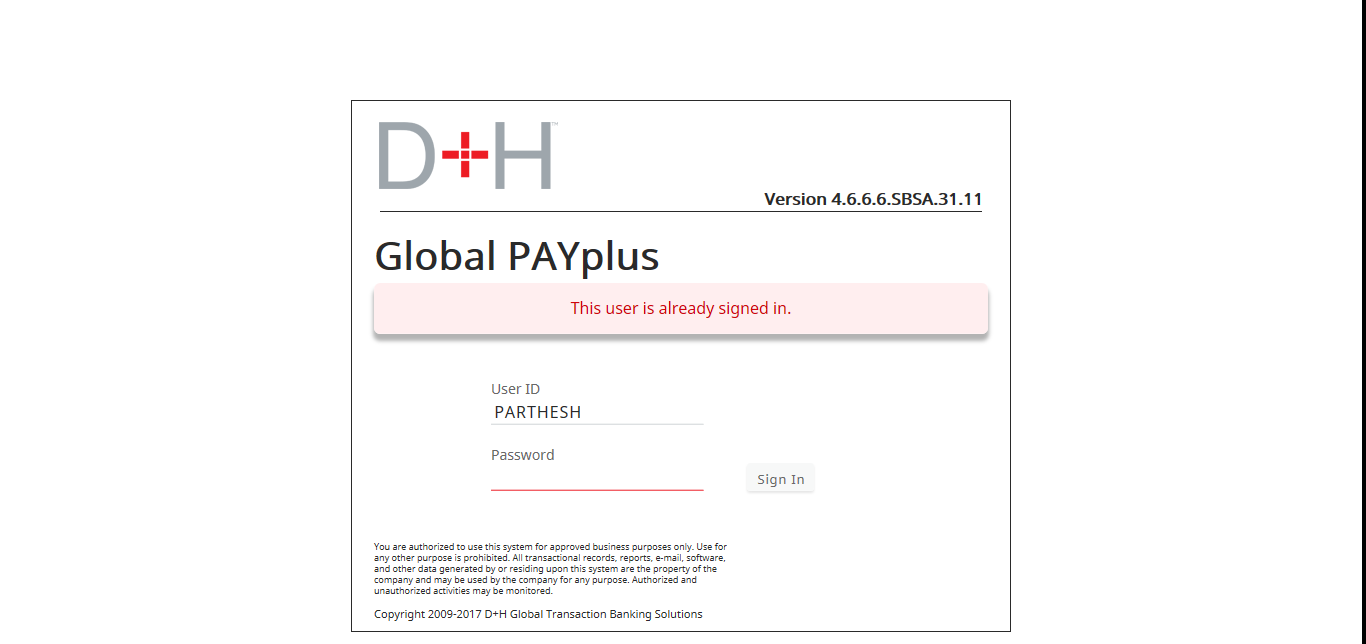 D+H™
Version 4.6.6.6.SBSA.31.11
Global PAYplus
This user is already signed in.
User ID
PARTHESH
Password
Sign In
You are authorized to use this system for approved business purposes only. Use for
any other purpose is prohibited. All transactional records, reports, e-mail, software,
and other data generated by or residing upon this system are the property of the
company and may be used by the company for any purpose. Authorized and
unauthorized activities may be monitored.
Copyright 2009-2017 D+H Global Transaction Banking Solutions